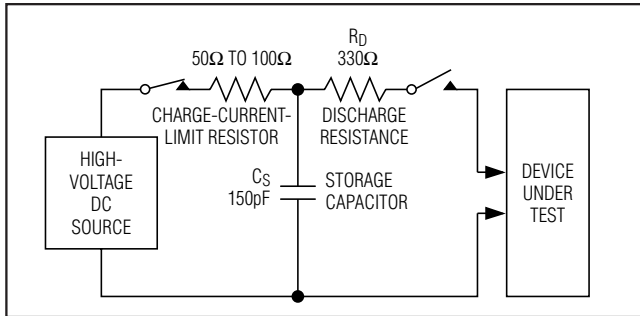 50Ω TO 100Ω
CHARGE-CURRENT-
LIMIT RESISTOR
RD
330Ω
DISCHARGE
RESISTANCE
HIGH-
VOLTAGE
DC
SOURCE
CS
150pF
STORAGE
CAPACITOR
DEVICE
UNDER
TEST